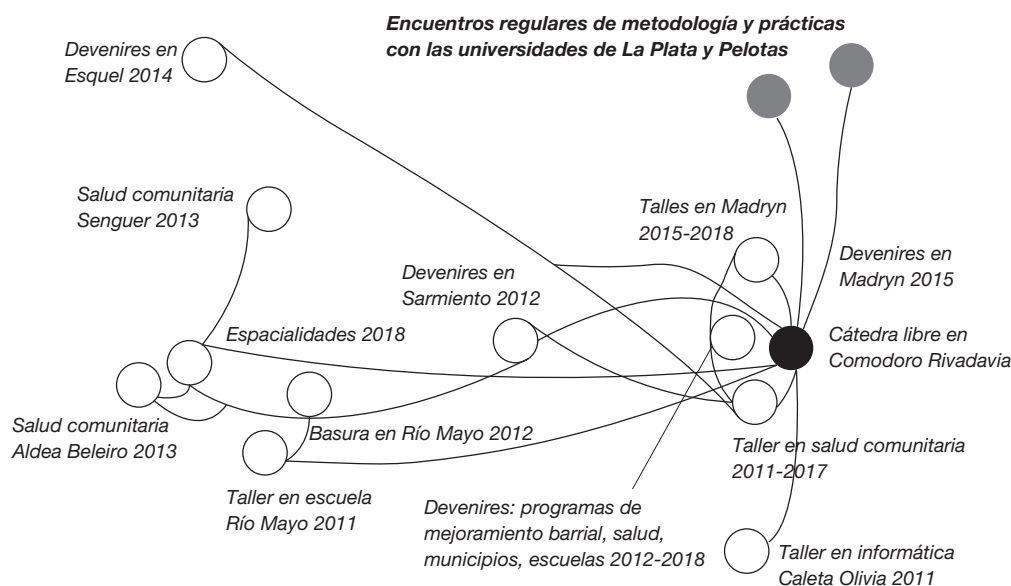 Encuentros regulares de metodología y prácticas
con las universidades de La Plata y Pelotas
Devenires en
Esquel 2014
Salud comunitaria
Senguer 2013
Talles en Madryn
2015-2018
Devenires en
Madryn 2015
Devenires en
Sarmiento 2012
Espacialidades 2018
Cátedra libre en
Comodoro Rivadavia
Salud comunitaria
Aldea Beleiro 2013
Basura en Río Mayo 2012
Taller en salud comunitaria
2011-2017
Taller en escuela
Río Mayo 2011
Devenires: programas de
mejoramiento barrial, salud,
municipios, escuelas 2012-2018
Taller en informática
Caleta Olivia 2011